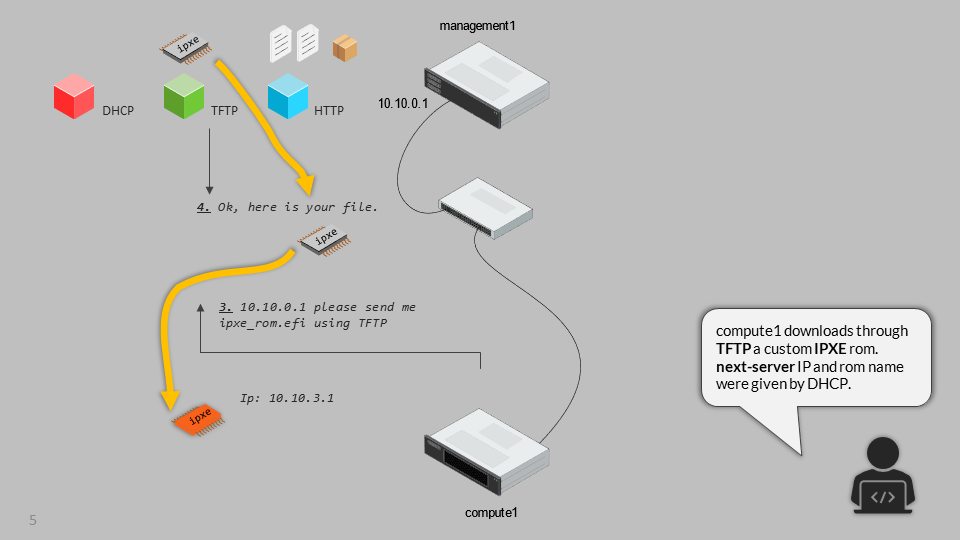 management1
ipxe
10.10.0.1
DHCP
TFTP
HTTP
4. Ok, here is your file.
ipxe
3. 10.10.0.1 please send me
ipxe_rom.efi using TFTP
compute1 downloads through
TFTP a custom IPXE rom.
next-server IP and rom name
were given by DHCP.
Ip: 10.10.3.1
ipxe
</>
compute1
5